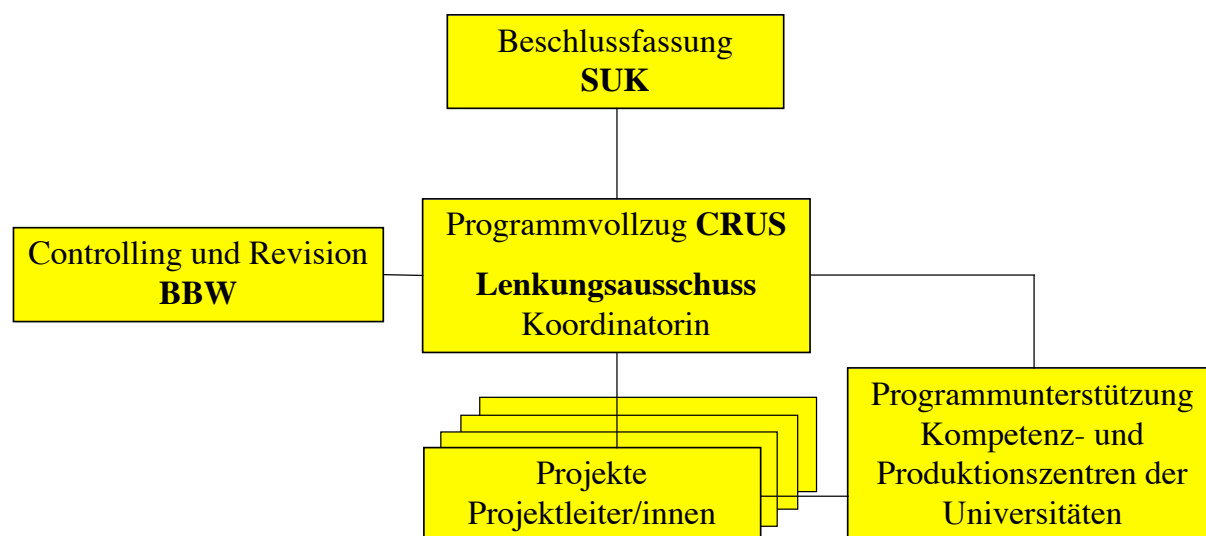 Beschlussfassung
SUK
Programmvollzug CRUS
Lenkungsausschuss
Koordinatorin
Controlling und Revision
BBW
Projekte
Projektleiter/innen
Programmunterstützung
Kompetenz- und
Produktionszentren der
Universitäten